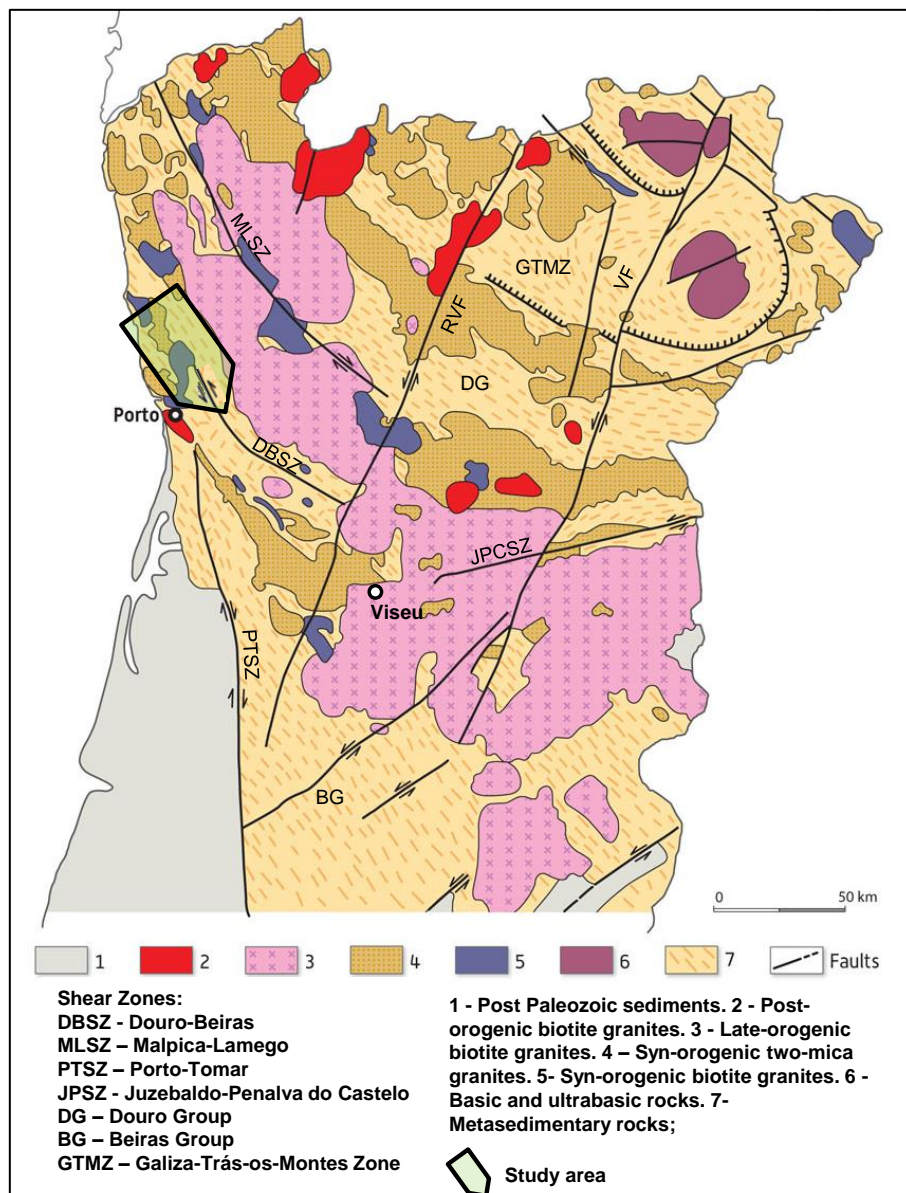 MLSZ
GTMZ
VF
RVF
DG
Porto
DBSZ
JPCSZ
Viseu
PTSZ
BG
0 50 km
1 2 3 4 5 6 7 Faults
Shear Zones:
DBSZ - Douro-Beiras
MLSZ – Malpica-Lamego
PTSZ – Porto-Tomar
JPSZ - Juzebaldo-Penalva do Castelo
DG – Douro Group
BG – Beiras Group
GTMZ – Galiza-Trás-os-Montes Zone
1 - Post Paleozoic sediments. 2 - Post-
orogenic biotite granites. 3 - Late-orogenic
biotite granites. 4 – Syn-orogenic two-mica
granites. 5- Syn-orogenic biotite granites. 6 -
Basic and ultrabasic rocks. 7-
Metasedimentary rocks;
Study area